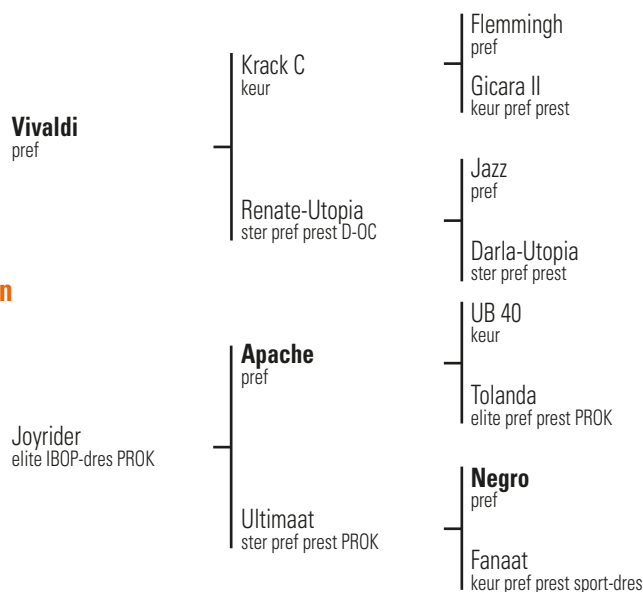 Flemmingh
pref
Krack C
keur
Gicara II
keur pref prest
Vivaldi
pref
Jazz
pref
Renate-Utopia
ster pref prest D-OC
Darla-Utopia
ster pref prest
n
UB 40
keur
Apache
pref
Tolanda
elite pref prest PROK
Joyrider
elite IBOP-dres PROK
Negro
pref
Ultimaat
ster pref prest PROK
Fanaat
keur pref prest sport-dres